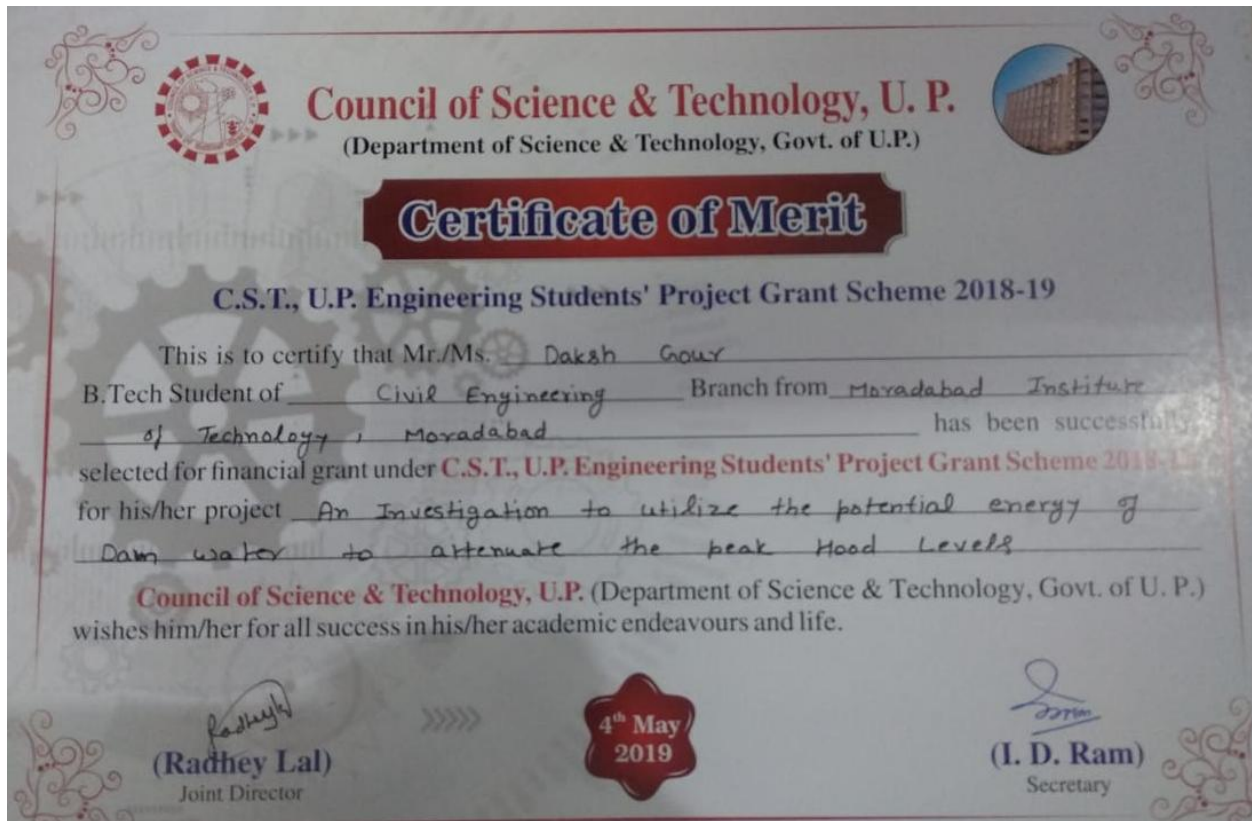 Council of Science & Technology, U. P.
(Department of Science & Technology, Govt. of U.P.)
Certificate of Merit
C.S.T., U.P. Engineering Students' Project Grant Scheme 2018-19
This is to certify that Mr./Ms. Daksh Gour
B.Tech Student of Civil Engineering Branch from Moradabad Institute
of Technology, Moradabad has been successfully
selected for financial grant under C.S.T., U.P. Engineering Students' Project Grant Scheme 2018-19
for his/her project An Investigation to utilize the potential energy of
Dam water to attenuate the peak flood Levels
Council of Science & Technology, U.P. (Department of Science & Technology, Govt. of U. P.)
wishes him/her for all success in his/her academic endeavours and life.
Radhey
4th May
2019
(Radhey Lal)
Joint Director
(I. D. Ram)
Secretary